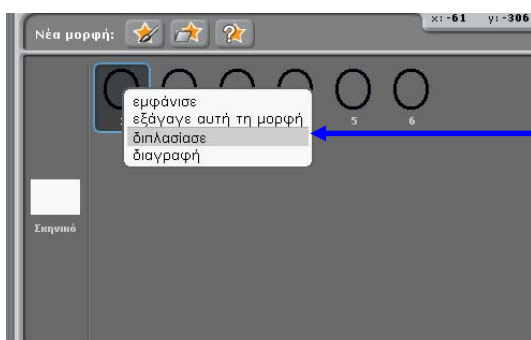 x: -61 y: -306
Νέα μορφή:
εμφάνισε
εξάγαγε αυτή τη μορφή
διπλασίασε
διαγραφή
5 6
Σκηνικό